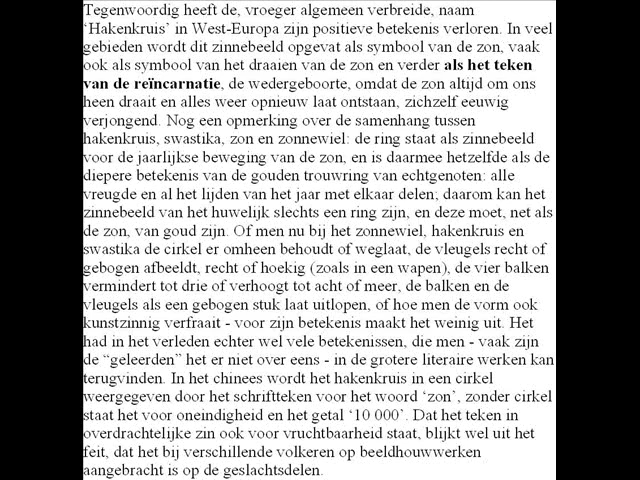 Tegenwoordig heeft de, vroeger algemeen verbreide, naam
‘Hakenkruis’ in West-Europa zijn positieve betekenis verloren. In veel
gebieden wordt dit zinnebeeld opgevat als symbool van de zon, vaak
ook als symbool van het draaien van de zon en verder als het teken
van de reïncarnatie, de wedergeboorte, omdat de zon altijd om ons
heen draait en alles weer opnieuw laat ontstaan, zichzelf eeuwig
verjongend. Nog een opmerking over de samenhang tussen
hakenkruis, swastika, zon en zonnewiel: de ring staat als zinnebeeld
voor de jaarlijkse beweging van de zon, en is daarmee hetzelfde als de
diepere betekenis van de gouden trouwring van echtgenoten: alle
vreugde en al het lijden van het jaar met elkaar delen; daarom kan het
zinnebeeld van het huwelijk slechts een ring zijn, en deze moet, net als
de zon, van goud zijn. Of men nu bij het zonnewiel, hakenkruis en
swastika de cirkel er omheen behoudt of weglaat, de vleugels recht of
gebogen afbeeldt, recht of hoekig (zoals in een wapen), de vier balken
vermindert tot drie of verhoogt tot acht of meer, de balken en de
vleugels als een gebogen stuk laat uitlopen, of hoe men de vorm ook
kunstzinnig verfraait - voor zijn betekenis maakt het weinig uit. Het
had in het verleden echter wel vele betekenissen, die men - vaak zijn
de “geleerden” het er niet over eens - in de grotere literaire werken kan
terugvinden. In het chinees wordt het hakenkruis in een cirkel
weergegeven door het schriftteken voor het woord ‘zon’, zonder cirkel
staat het voor oneindigheid en het getal ‘10 000’. Dat het teken in
overdrachtelijke zin ook voor vruchtbaarheid staat, blijkt wel uit het
feit, dat het bij verschillende volkeren op beeldhouwwerken
aangebracht is op de geslachtsdelen.